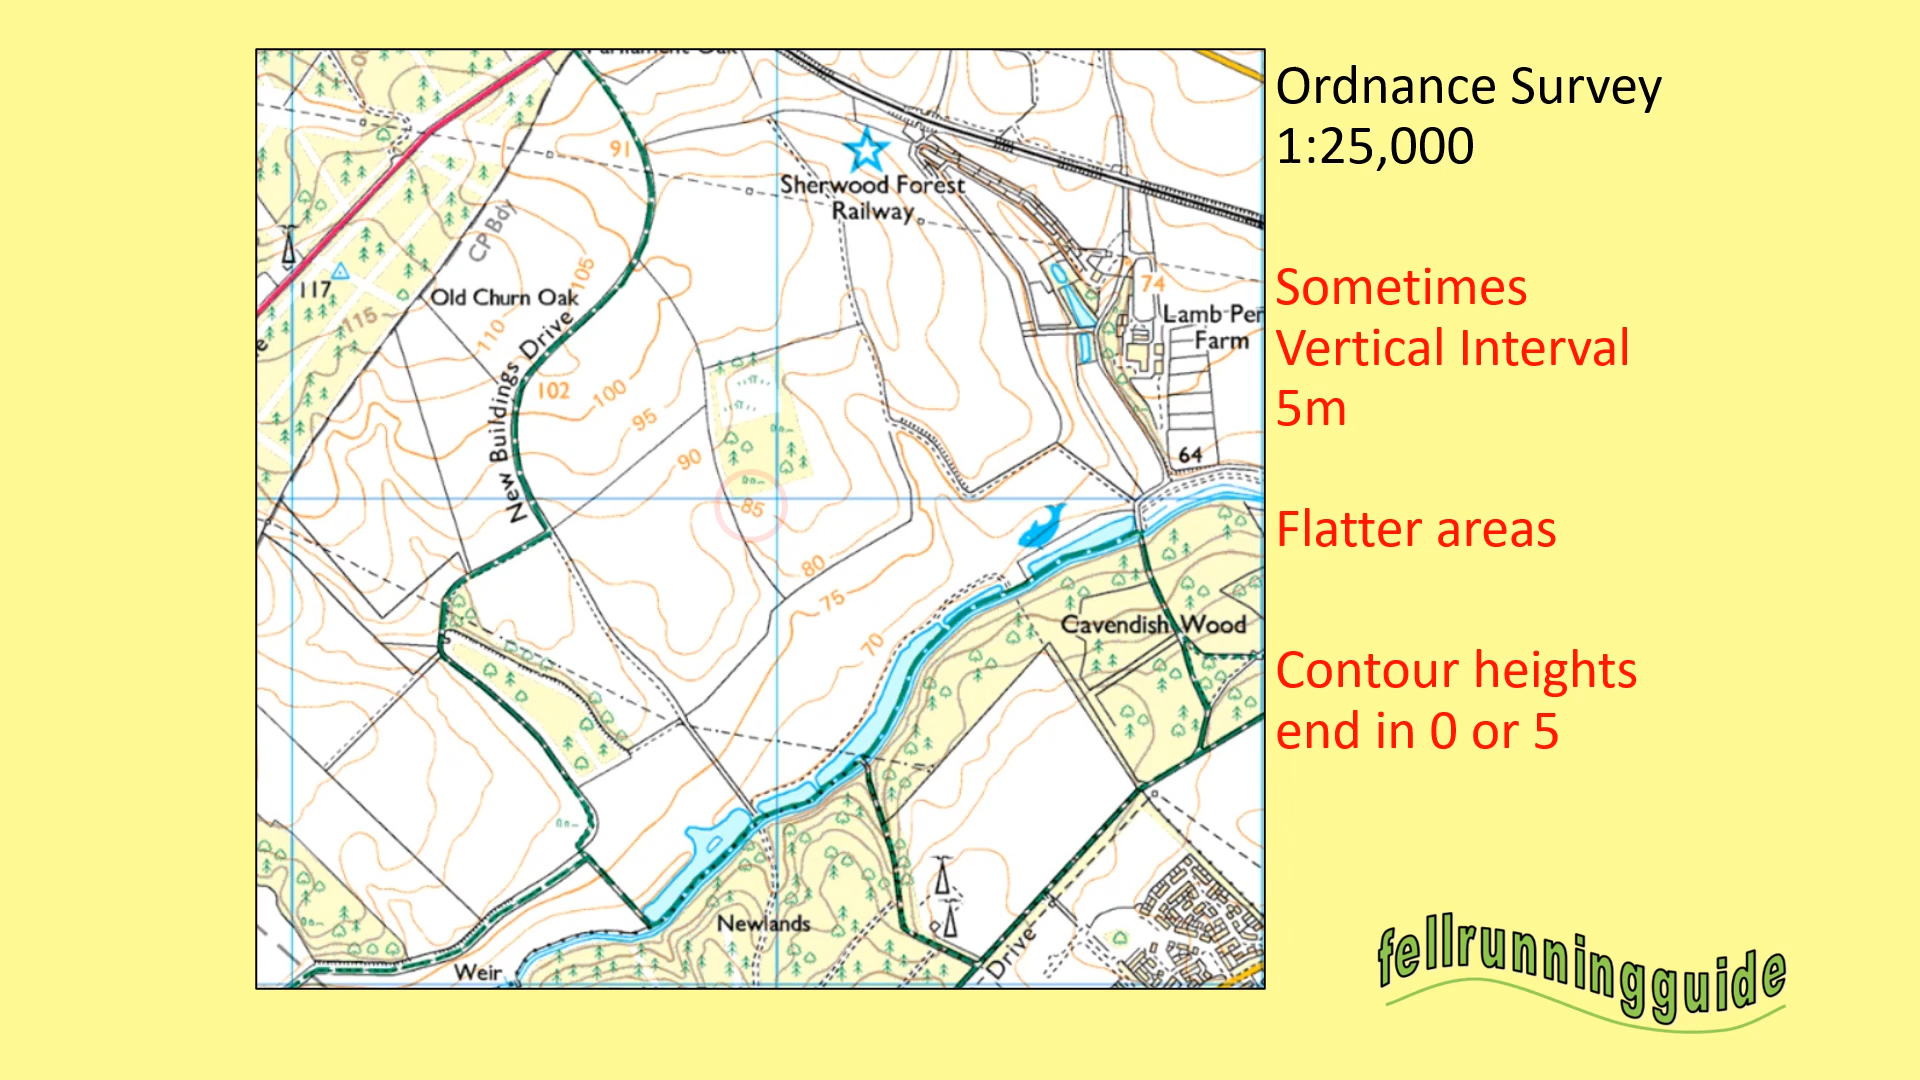 Ordnance Survey
1:25,000
Sometimes
Vertical Interval
5m
Flatter areas
Contour heights
end in 0 or 5
Parliament Oak
91
Sherwood Forest
Railway
CP Bdy
117
115
Old Churn Oak
105
110
New Buildings Drive
102
100
95
90
85
80
75
70
74
Lamb-Pen
Farm
64
Cavendish Wood
Newlands
Weir
Drive
fellrunningguide